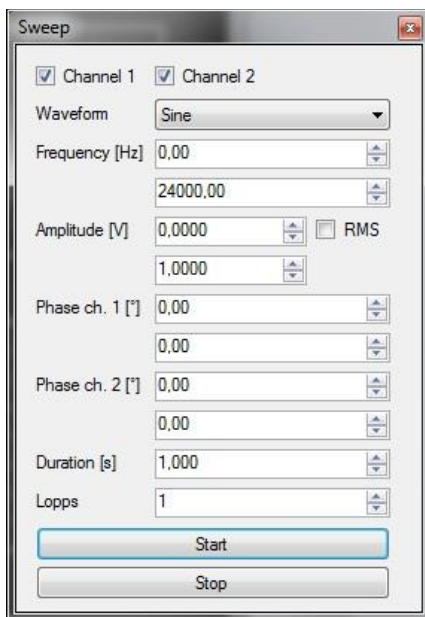 Sweep
Channel 1 Channel 2
Waveform Sine
Frequency [Hz] 0,00
24000,00
Amplitude [V] 0,0000 RMS
1,0000
Phase ch. 1 [°] 0,00
0,00
Phase ch. 2 [°] 0,00
0,00
Duration [s] 1,000
Lopps 1
Start
Stop